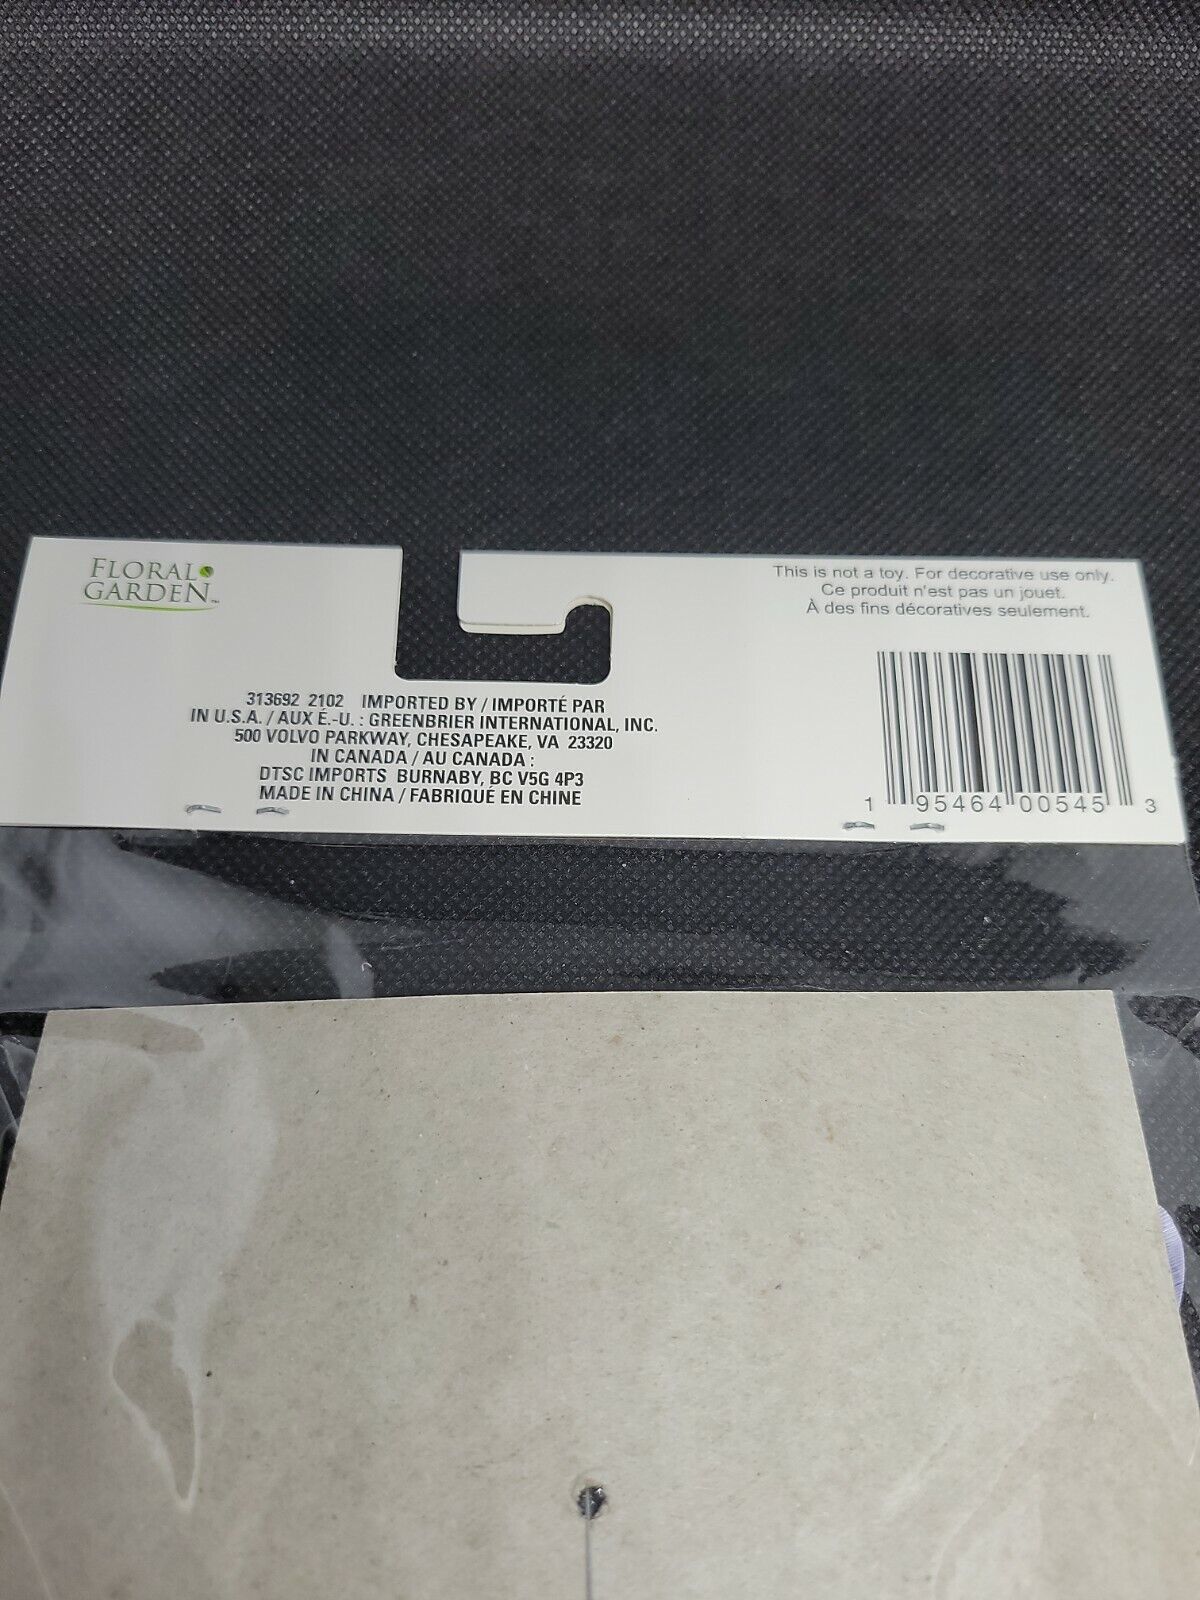 FLORAL
GARDEN™
This is not a toy. For decorative use only.
Ce produit n'est pas un jouet.
À des fins décoratives seulement.
313692 2102 IMPORTED BY / IMPORTÉ PAR
IN U.S.A. / AUX É.-U. : GREENBRIER INTERNATIONAL, INC.
500 VOLVO PARKWAY, CHESAPEAKE, VA 23320
IN CANADA / AU CANADA :
DTSC IMPORTS BURNABY, BC V5G 4P3
MADE IN CHINA / FABRIQUÉ EN CHINE
1 95464 00545 3